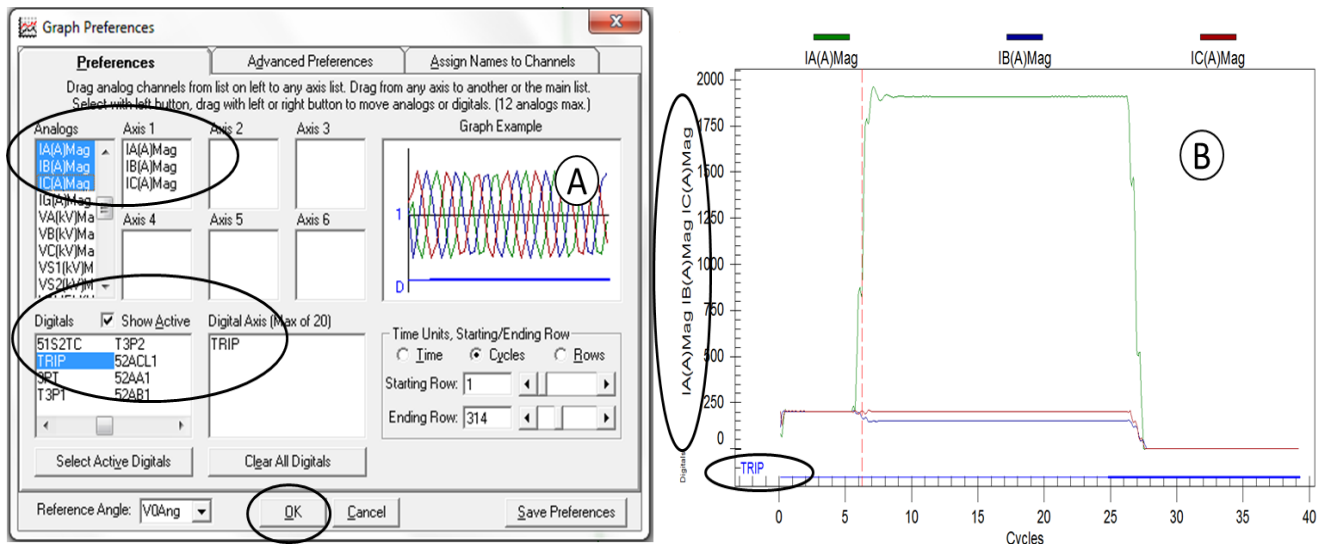 Graph Preferences
Preferences
Advanced Preferences
Assign Names to Channels
Drag analog channels from list on left to any axis list. Drag from any axis to another or the main list.
Select with left button, drag with left or right button to move analogs or digitals. (12 analogs max.)
Analogs
Axis 1
Axis 2
Axis 3
Graph Example
IA(A)Mag
IB(A)Mag
IC(A)Mag
IG(A)Mag
VA(kV)Ma
VB(kV)Ma
VC(kV)Ma
VS1(kV)M
VS2(kV)M
IA(A)Mag
IB(A)Mag
IC(A)Mag
Axis 4
Axis 5
Axis 6
1
D
A
Digitals
Show Active
Digital Axis (Max of 20)
51S2TC T3P2
TRIP 52ACL1
3PT 52AA1
T3P1 52AB1
TRIP
Time Units, Starting/Ending Row
Time Cycles Rows
Starting Row: 1
Ending Row: 314
Select Active Digitals
Clear All Digitals
Reference Angle: V0Ang
OK
Cancel
Save Preferences
IA(A)Mag IB(A)Mag IC(A)Mag
B
IA(A)Mag IB(A)Mag IC(A)Mag
2000
1750
1500
1250
1000
750
500
250
0
Digitals
TRIP
0 5 10 15 20 25 30 35 40
Cycles